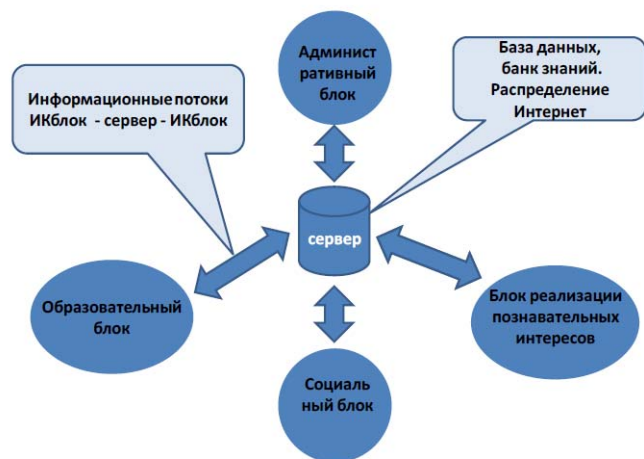 Админист
ративный
блок
База данных,
банк знаний.
Распределение
Интернет
Информационные потоки
ИКблок - сервер - ИКблок
сервер
Образовательный
блок
Блок реализации
познавательных
интересов
Социаль
ный блок